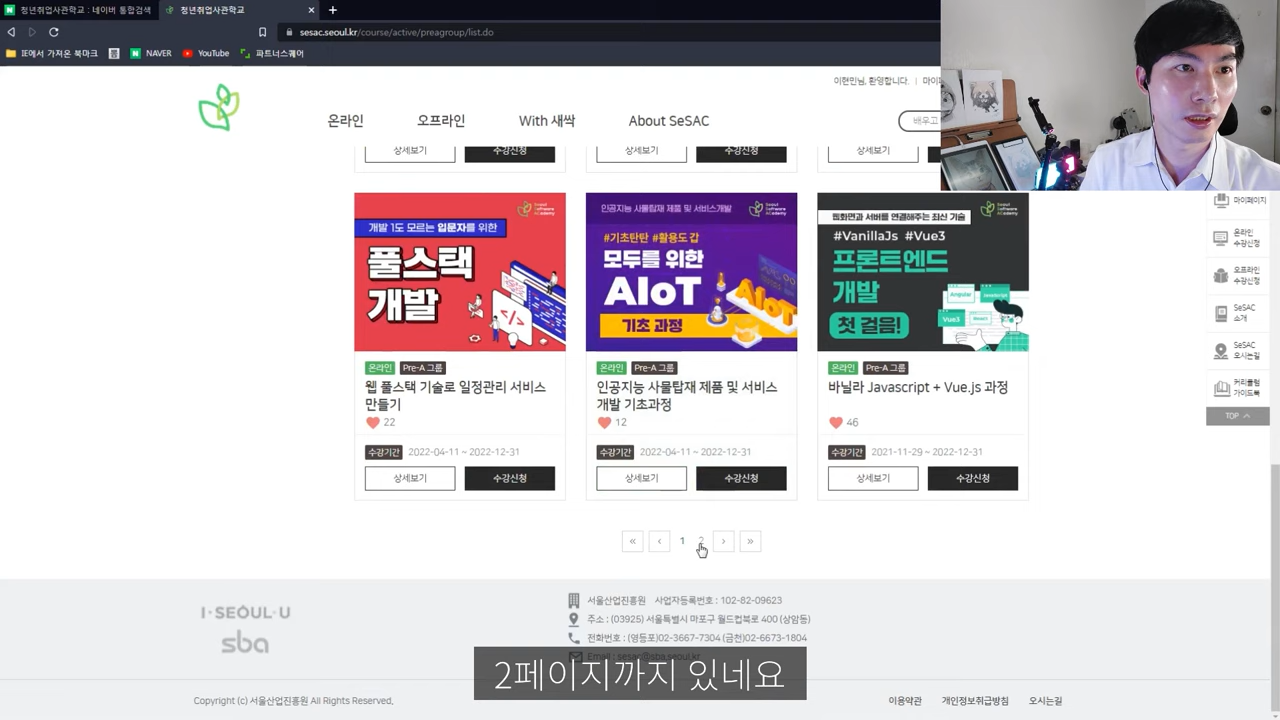 청년취업사관학교 : 네이버 통합검색
청년취업사관학교
sesac.seoul.kr/course/active/preagroup/list.do
IE에서 가져온 북마크
NAVER
YouTube
파트너스퀘어
이현민님, 환영합니다.
마이페
온라인
오프라인
With 새싹
About SeSAC
배우고
상세보기
수강신청
상세보기
수강신청
상세보기
마이페이지
온라인
수강신청
오프라인
수강신청
SeSAC
소개
SeSAC
오시는길
커리큘럼
가이드북
TOP
개발 1도 모르는 입문자를 위한
풀스택
개발
온라인 Pre-A 그룹
웹 풀스택 기술로 일정관리 서비스
만들기
22
수강기간 2022-04-11 ~ 2022-12-31
상세보기
수강신청
인공지능 사물탑재 제품 및 서비스개발
#기초탄탄 #활용도 갑
모두를 위한
AIoT
기초 과정
온라인 Pre-A 그룹
인공지능 사물탑재 제품 및 서비스
개발 기초과정
12
수강기간 2022-04-11 ~ 2022-12-31
상세보기
수강신청
웹화면과 서버를 연결해주는 최신 기술
#VanillaJs #Vue3
프론트엔드
개발
첫 걸음!
Angular
JavaScript
Vue3
온라인 Pre-A 그룹
바닐라 Javascript + Vue.js 과정
46
수강기간 2021-11-29 ~ 2022-12-31
상세보기
수강신청
« ‹ 1 2 › »
I·SEOUL·U
sba
서울산업진흥원 사업자등록번호 : 102-82-09623
주소 : (03925) 서울특별시 마포구 월드컵북로 400 (상암동)
전화번호 : (영등포)02-3667-7304 (금천)02-6673-1804
Email : sesac@sba.seoul.kr
2페이지까지 있네요
Copyright (c) 서울산업진흥원 All Rights Reserved.
이용약관
개인정보취급방침
오시는길